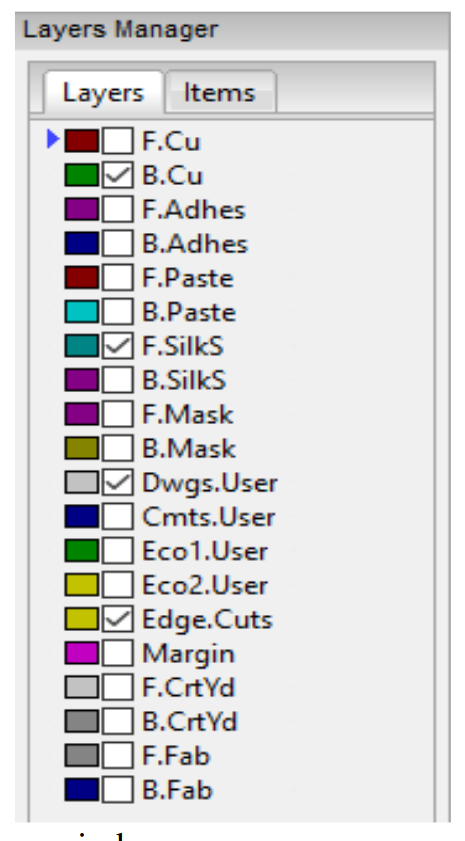 Layers Manager
Layers Items
F.Cu
B.Cu
F.Adhes
B.Adhes
F.Paste
B.Paste
F.SilkS
B.SilkS
F.Mask
B.Mask
Dwgs.User
Cmts.User
Eco1.User
Eco2.User
Edge.Cuts
Margin
F.CrtYd
B.CrtYd
F.Fab
B.Fab